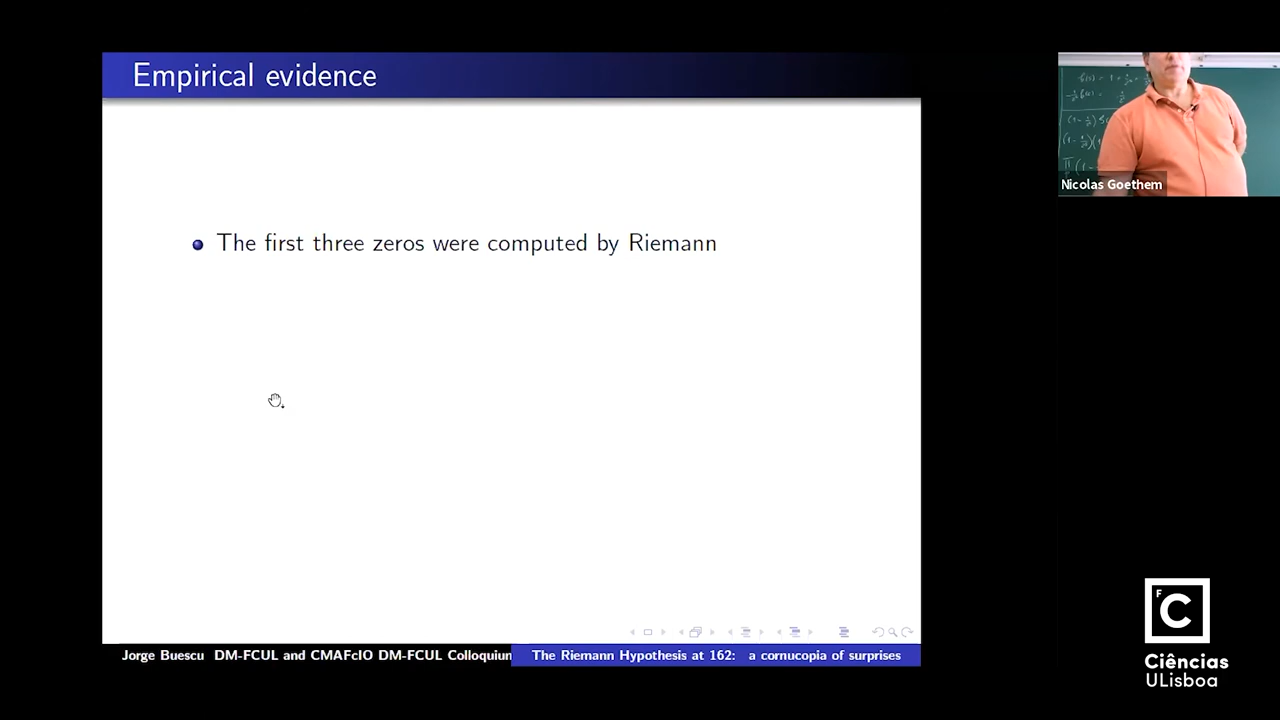 Empirical evidence
The first three zeros were computed by Riemann
Jorge Buescu DM-FCUL and CMAFcIO DM-FCUL Colloquium
The Riemann Hypothesis at 162: a cornucopia of surprises
Nicolas Goethem
F
C
Ciências
ULisboa